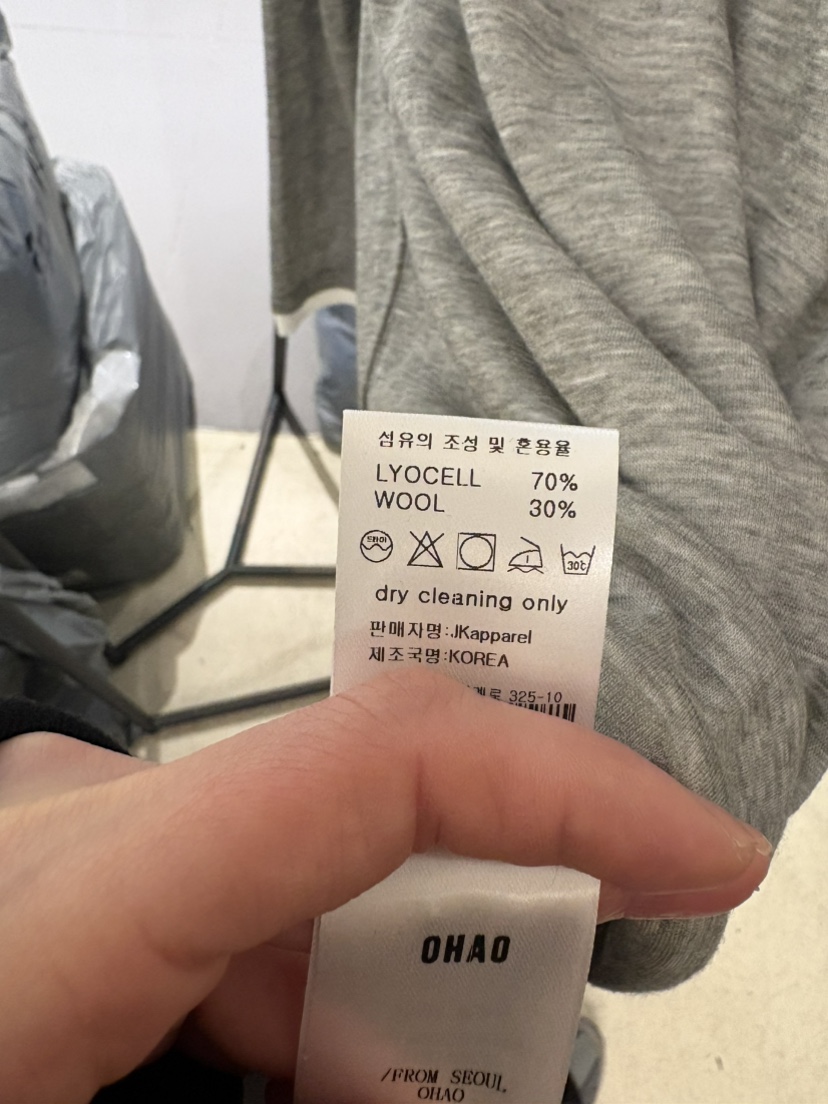 섬유의 조성 및 혼용율
LYOCELL 70%
WOOL 30%
드라이
30℃
dry cleaning only
판매자명:JKapparel
제조국명:KOREA
325-10
OHAO
/FROM SEOUL
OHAO